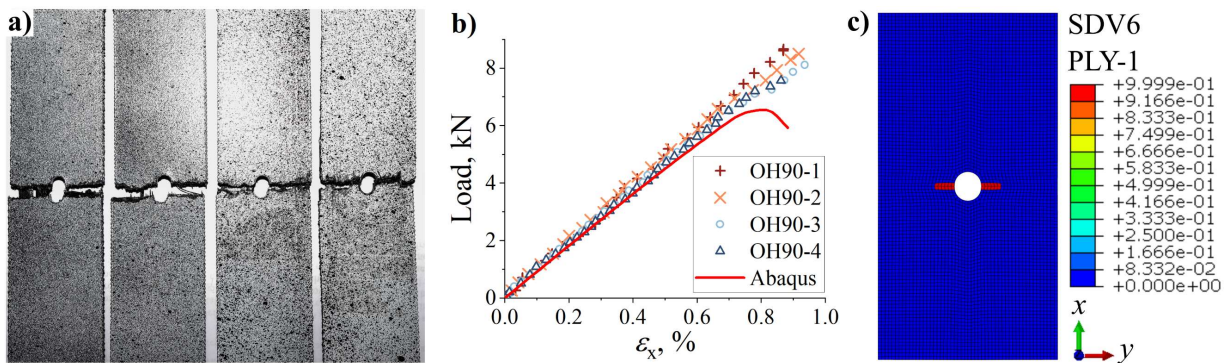 a)
b)
Load, kN
8
6
4
2
0
0.0 0.2 0.4 0.6 0.8 1.0
εx, %
OH90-1
OH90-2
OH90-3
OH90-4
Abaqus
c)
SDV6
PLY-1
+9.999e-01
+9.166e-01
+8.333e-01
+7.499e-01
+6.666e-01
+5.833e-01
+4.999e-01
+4.166e-01
+3.333e-01
+2.500e-01
+1.666e-01
+8.332e-02
+0.000e+00
x
y